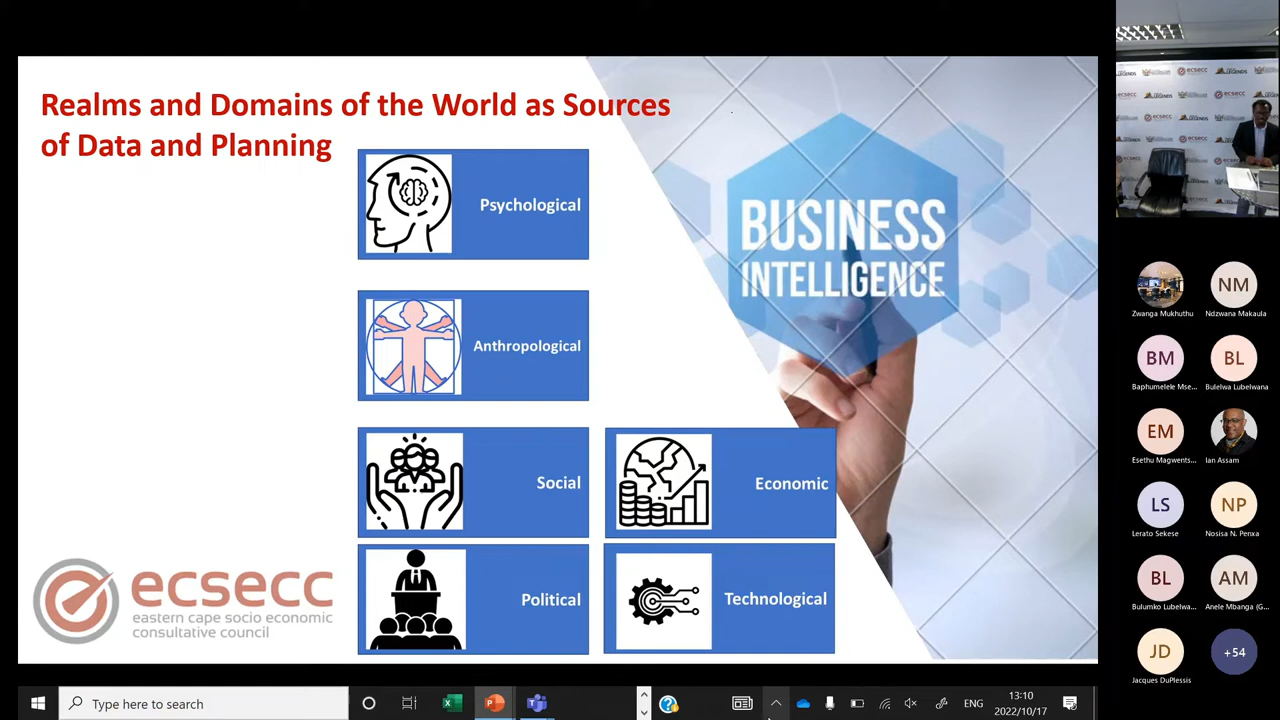 Realms and Domains of the World as Sources
of Data and Planning
Psychological
Anthropological
Social
Economic
Political
Technological
BUSINESS
INTELLIGENCE
ecsecc
eastern cape socio economic
consultative council
ecsecc
LEGENDS
Zwanga Mukhuthu
NM
Ndzwana Makaula
BM
Baphumelele Mse...
BL
Bulelwa Lubelwana
EM
Esethu Magwents...
Ian Assam
LS
Lerato Sekese
NP
Nosisa N. Penxa
BL
Bulumko Lubelwa...
AM
Anele Mbanga (G...
JD
Jacques DuPlessis
+54
Type here to search
ENG
13:10
2022/10/17